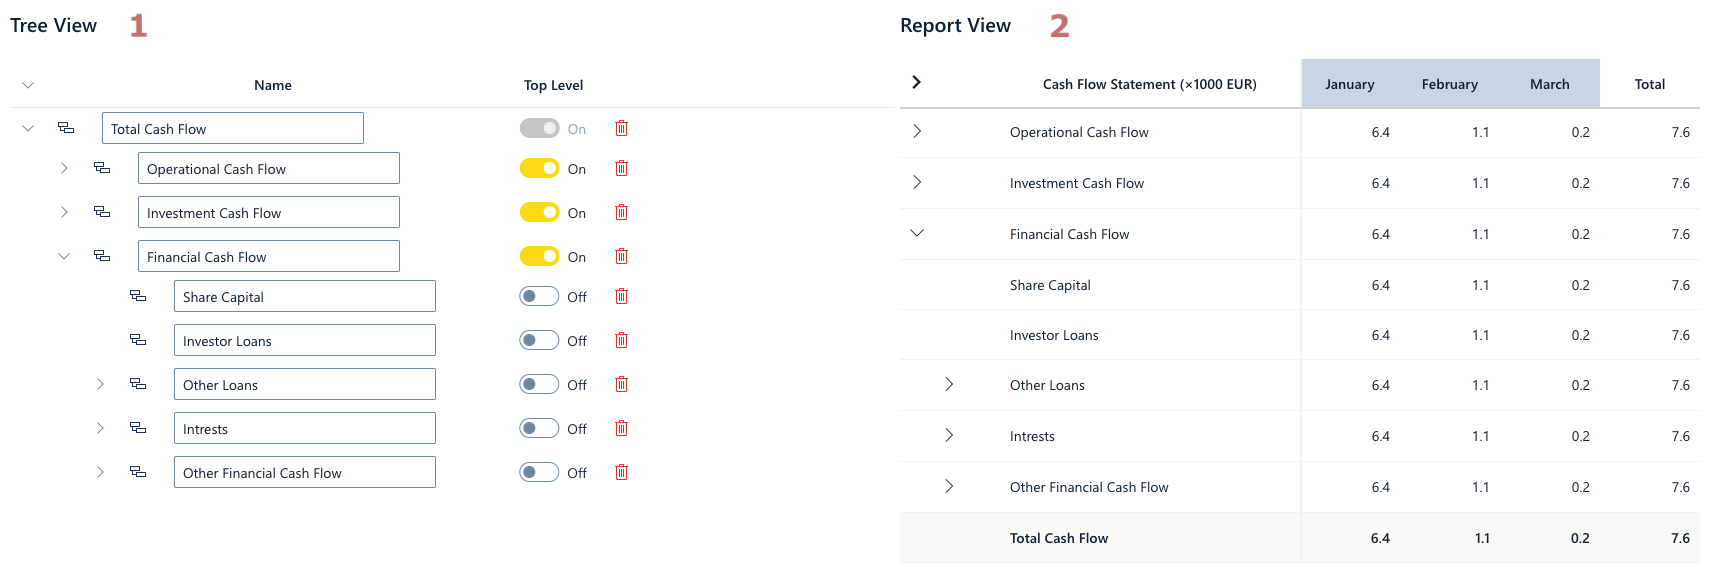 Tree View 1
Name Top Level
Total Cash Flow On
Operational Cash Flow On
Investment Cash Flow On
Financial Cash Flow On
Share Capital Off
Investor Loans Off
Other Loans Off
Intrests Off
Other Financial Cash Flow Off
Report View 2
Cash Flow Statement (×1000 EUR) January February March Total
Operational Cash Flow 6.4 1.1 0.2 7.6
Investment Cash Flow 6.4 1.1 0.2 7.6
Financial Cash Flow 6.4 1.1 0.2 7.6
Share Capital 6.4 1.1 0.2 7.6
Investor Loans 6.4 1.1 0.2 7.6
Other Loans 6.4 1.1 0.2 7.6
Intrests 6.4 1.1 0.2 7.6
Other Financial Cash Flow 6.4 1.1 0.2 7.6
Total Cash Flow 6.4 1.1 0.2 7.6